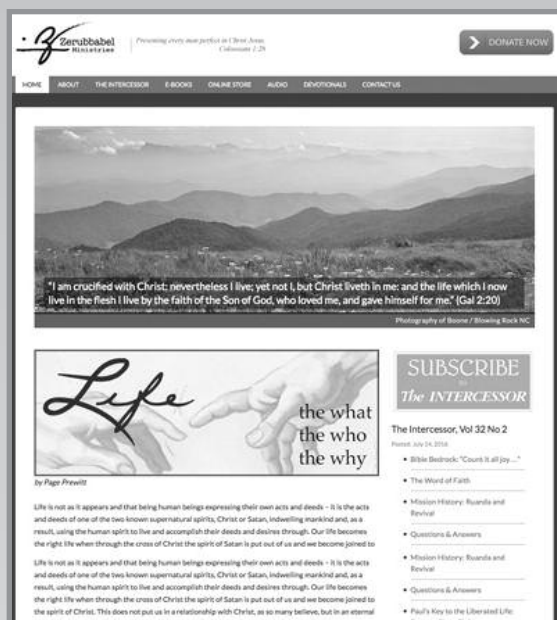 Zerubbabel
Ministries
Presenting every man perfect in Christ Jesus.
Colossians 1:28
DONATE NOW
HOME ABOUT THE INTERCESSOR E-BOOKS ONLINE STORE AUDIO DEVOTIONALS CONTACT US
"I am crucified with Christ: nevertheless I live; yet not I, but Christ liveth in me: and the life which I now
live in the flesh I live by the faith of the Son of God, who loved me, and gave himself for me." (Gal 2:20)
Photography of Boone / Blowing Rock NC
Life
the what
the who
the why
by Page Prewitt
Life is not as it appears and that being human beings expressing their own acts and deeds – it is the acts
and deeds of one of the two known supernatural spirits, Christ or Satan, indwelling mankind and, as a
result, using the human spirit to live and accomplish their deeds and desires through. Our life becomes
the right life when through the cross of Christ the spirit of Satan is put out of us and we become joined to
Life is not as it appears and that being human beings expressing their own acts and deeds – it is the acts
and deeds of one of the two known supernatural spirits, Christ or Satan, indwelling mankind and, as a
result, using the human spirit to live and accomplish their deeds and desires through. Our life becomes
the right life when through the cross of Christ the spirit of Satan is put out of us and we become joined to
the spirit of Christ. This does not put us in a relationship with Christ, as so many believe, but in an eternal
SUBSCRIBE
TO
The INTERCESSOR
The Intercessor, Vol 32 No 2
Posted: July 14, 2016
• Bible Bedrock: "Count it all joy . . ."
• The Word of Faith
• Mission History: Ruanda and
Revival
• Questions & Answers
• Mission History: Ruanda and
Revival
• Questions & Answers
• Paul's Key to the Liberated Life: